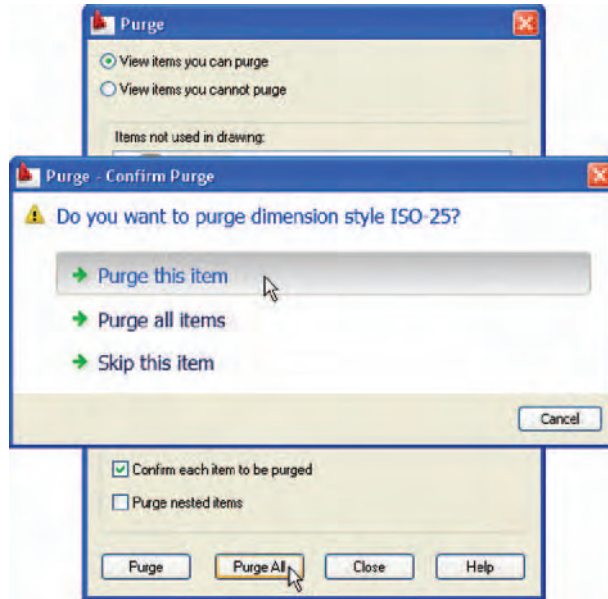 Purge
View items you can purge
View items you cannot purge
Items not used in drawing:
Purge - Confirm Purge
Do you want to purge dimension style ISO-25?
Purge this item
Purge all items
Skip this item
Cancel
Confirm each item to be purged
Purge nested items
Purge Purge All Close Help